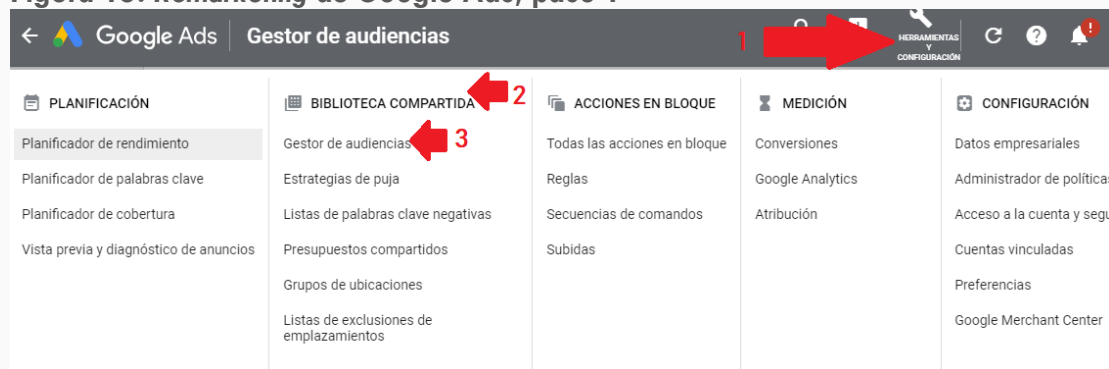 Google Ads Gestor de audiencias
1
HERRAMIENTAS
Y
CONFIGURACIÓN
PLANIFICACIÓN
Planificador de rendimiento
Planificador de palabras clave
Planificador de cobertura
Vista previa y diagnóstico de anuncios
BIBLIOTECA COMPARTIDA 2
Gestor de audiencias 3
Estrategias de puja
Listas de palabras clave negativas
Presupuestos compartidos
Grupos de ubicaciones
Listas de exclusiones de
emplazamientos
ACCIONES EN BLOQUE
Todas las acciones en bloque
Reglas
Secuencias de comandos
Subidas
MEDICIÓN
Conversiones
Google Analytics
Atribución
CONFIGURACIÓN
Datos empresariales
Administrador de políticas
Acceso a la cuenta y segu
Cuentas vinculadas
Preferencias
Google Merchant Center